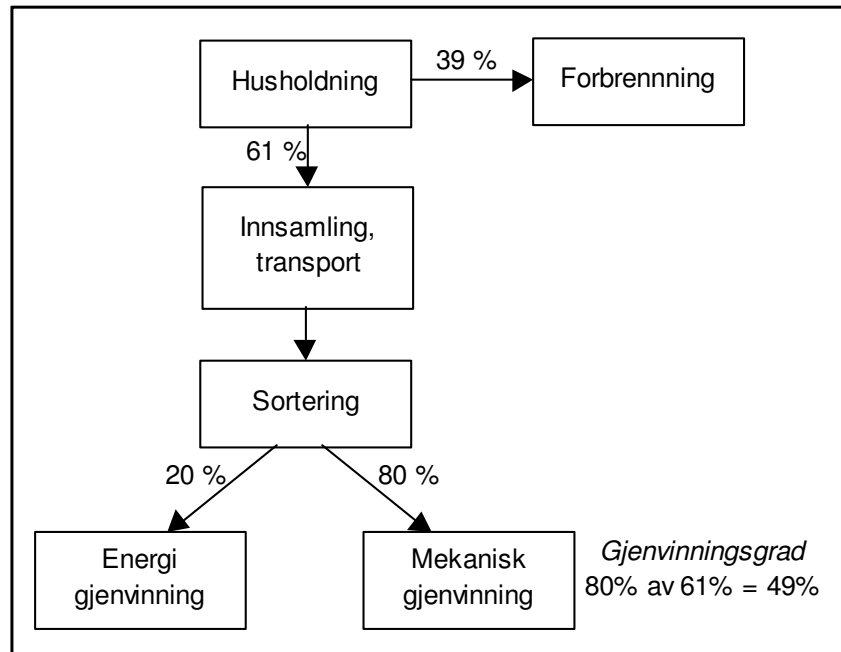 Husholdning
39 %
Forbrennning
61 %
Innsamling,
transport
Sortering
20 %
80 %
Energi
gjenvinning
Mekanisk
gjenvinning
Gjenvinningsgrad
80% av 61% = 49%